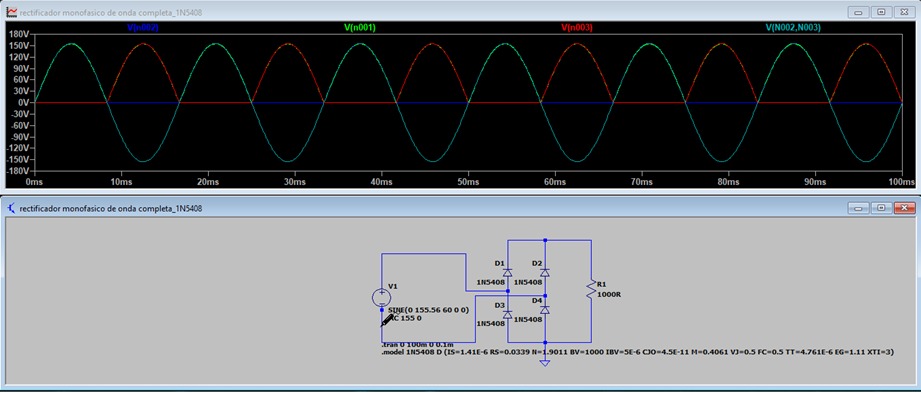 rectificador monofasico de onda completa_1N5408
V(n002) V(n001) V(n003) V(N002,N003)
180V
150V
120V
90V
60V
30V
0V
-30V
-60V
-90V
-120V
-150V
-180V
0ms 10ms 20ms 30ms 40ms 50ms 60ms 70ms 80ms 90ms 100ms
rectificador monofasico de onda completa_1N5408
D1 D2
1N5408 1N5408
V1
R1
1000R
SINE(0 155.56 60 0 0)
155 0
D3 D4
1N5408 1N5408
.tran 0 100m 0 0.1m
.model 1N5408 D (IS=1.41E-6 RS=0.0339 N=1.9011 BV=1000 IBV=5E-6 CJO=4.5E-11 M=0.4061 VJ=0.5 FC=0.5 TT=4.761E-6 EG=1.11 XTI=3)